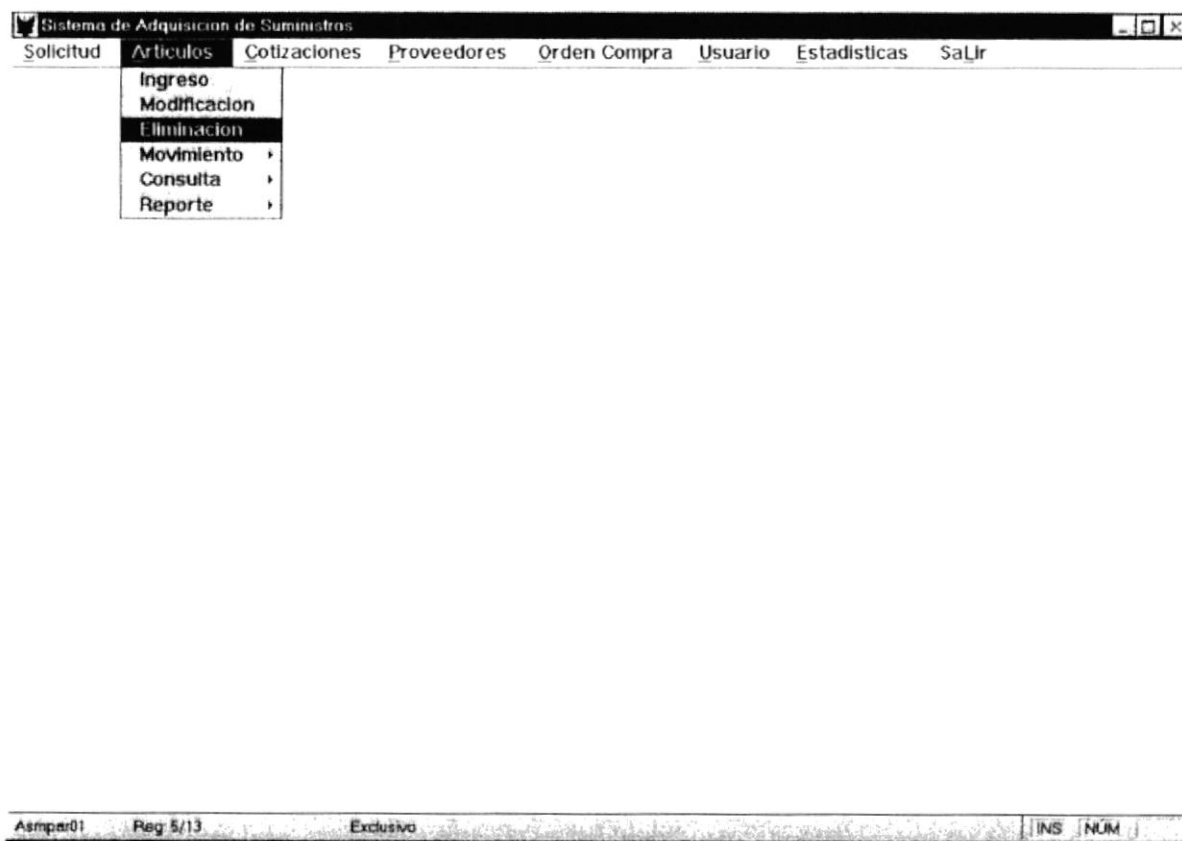 Sistema de Adquisicion de Suministros
Solicitud Articulos Cotizaciones Proveedores Orden Compra Usuario Estadisticas SaLir
Ingreso
Modificacion
Eliminacion
Movimiento
Consulta
Reporte
Asmpar01 Reg: 5/13 Exclusivo INS NUM